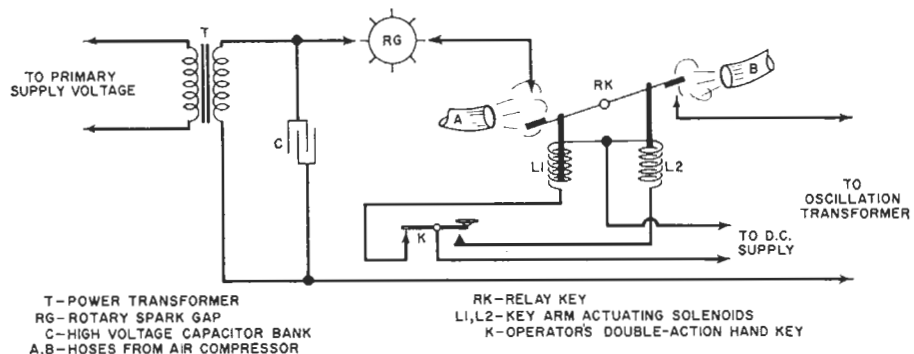 T
RG
TO PRIMARY
SUPPLY VOLTAGE
RK
B
A
C
L1
L2
TO
OSCILLATION
TRANSFORMER
K
TO D.C.
SUPPLY
T-POWER TRANSFORMER
RG-ROTARY SPARK GAP
C-HIGH VOLTAGE CAPACITOR BANK
A,B-HOSES FROM AIR COMPRESSOR
RK-RELAY KEY
L1,L2-KEY ARM ACTUATING SOLENOIDS
K-OPERATOR'S DOUBLE-ACTION HAND KEY